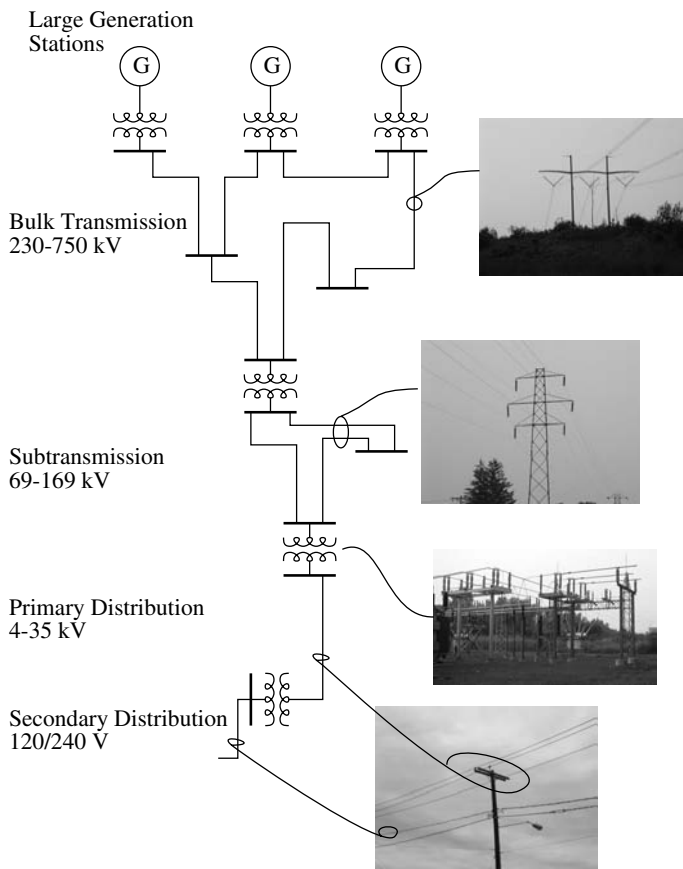 Large Generation
Stations
G G G
Bulk Transmission
230-750 kV
Subtransmission
69-169 kV
Primary Distribution
4-35 kV
Secondary Distribution
120/240 V